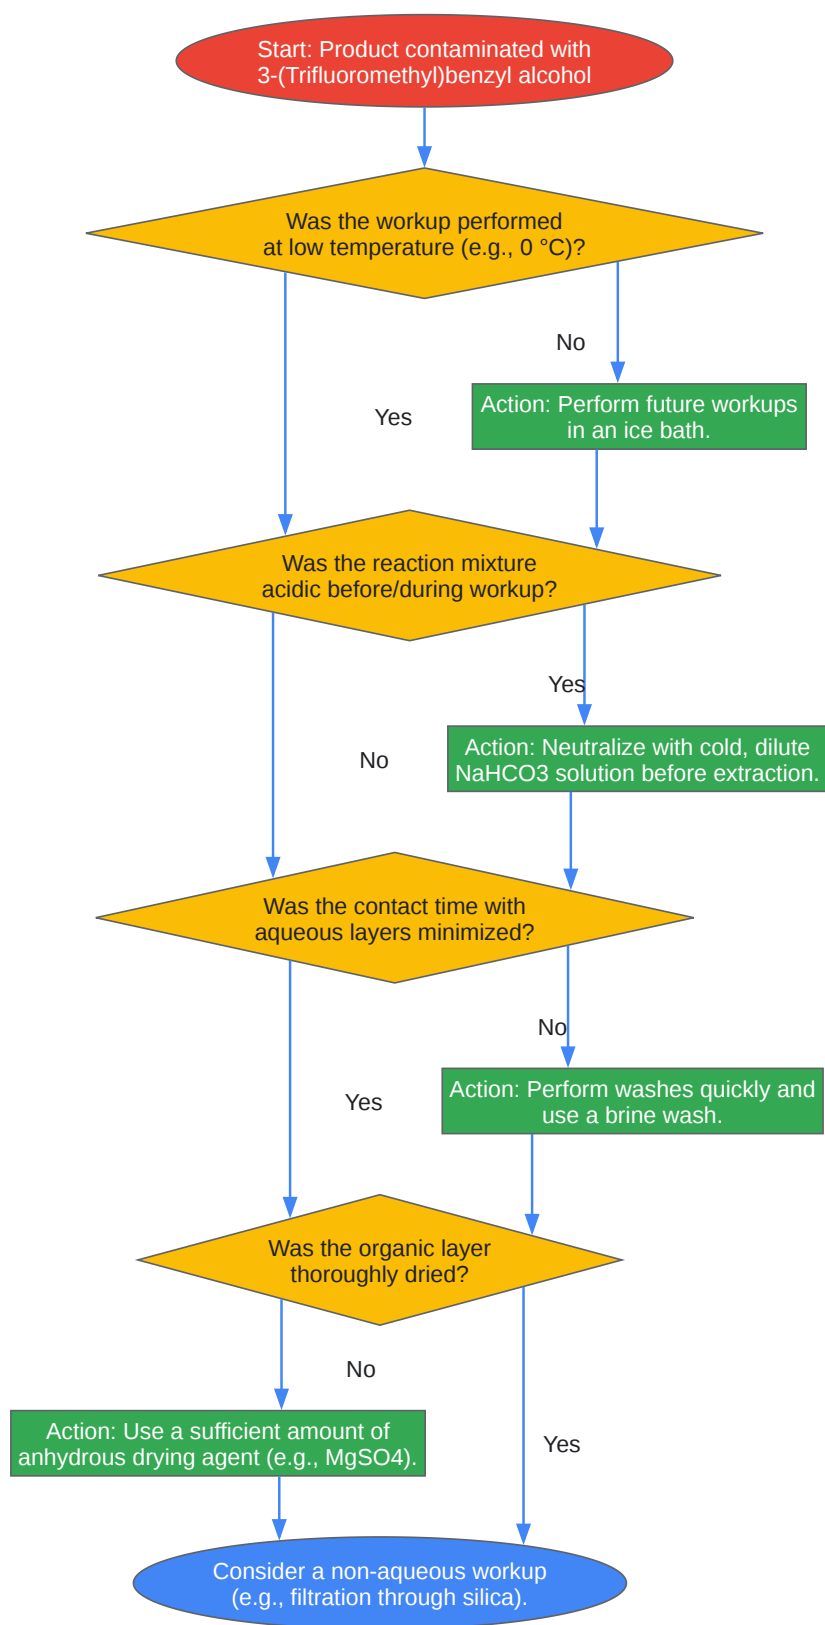 Start: Product contaminated with
3-(Trifluoromethyl)benzyl alcohol
Was the workup performed
at low temperature (e.g., 0 °C)?
No
Action: Perform future workups
in an ice bath.
Yes
Was the reaction mixture
acidic before/during workup?
Yes
Action: Neutralize with cold, dilute
NaHCO3 solution before extraction.
No
Was the contact time with
aqueous layers minimized?
No
Action: Perform washes quickly and
use a brine wash.
Yes
Was the organic layer
thoroughly dried?
No
Action: Use a sufficient amount of
anhydrous drying agent (e.g., MgSO4).
Yes
Consider a non-aqueous workup
(e.g., filtration through silica).